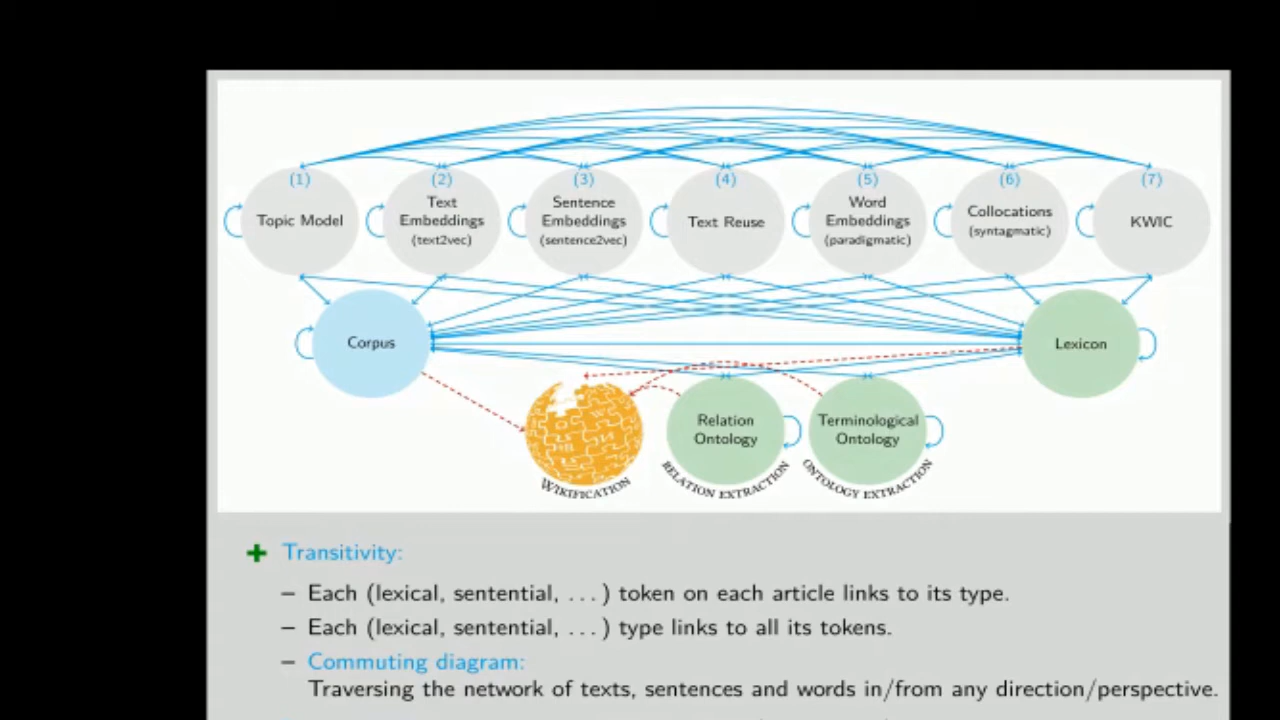 (1) (2) (3) (4) (5) (6) (7)
Topic Model
Text
Embeddings
(text2vec)
Sentence
Embeddings
(sentence2vec)
Text Reuse
Word
Embeddings
(paradigmatic)
Collocations
(syntagmatic)
KWIC
Corpus
Lexicon
Relation
Ontology
Terminological
Ontology
WIKIFICATION
RELATION EXTRACTION
ONTOLOGY EXTRACTION
+ Transitivity:
– Each (lexical, sentential, ...) token on each article links to its type.
– Each (lexical, sentential, ...) type links to all its tokens.
– Commuting diagram:
Traversing the network of texts, sentences and words in/from any direction/perspective.